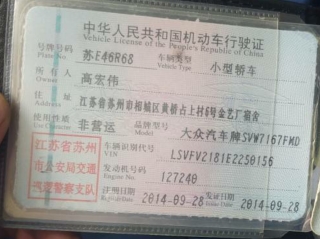 中华人民共和国机动车行驶证
Vehicle License of the People's Republic of China
号牌号码 苏E46R68 车辆类型 小型轿车
Plate No. Vehicle Type
所有人 高宏伟
Owner
住址 江苏省苏州市相城区黄桥占上村6号金艺厂宿舍
Address
使用性质 非营运 品牌型号 大众汽车牌SVW7167FMD
Use Character Model
江苏省苏州 车辆识别代号 LSVFV2181E2250156
VIN
市公安局交通 发动机号码 127240
Engine No.
巡逻警察支队 注册日期 2014-09-28 发证日期 2014-09-28
Register Date Issue Date